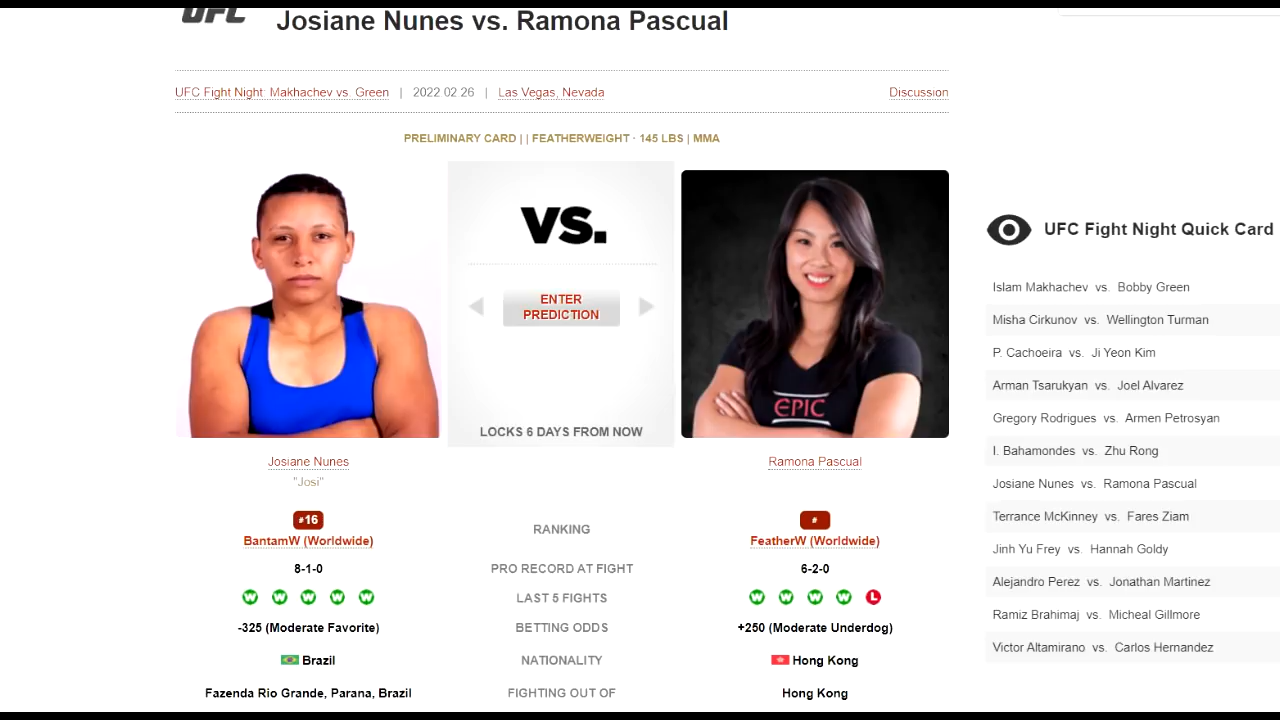 UFC
Josiane Nunes vs. Ramona Pascual
UFC Fight Night: Makhachev vs. Green | 2022 02.26 | Las Vegas, Nevada
Discussion
PRELIMINARY CARD | | FEATHERWEIGHT · 145 LBS | MMA
VS.
ENTER
PREDICTION
LOCKS 6 DAYS FROM NOW
EPIC
Josiane Nunes
Ramona Pascual
"Josi"
#16
RANKING
#
BantamW (Worldwide)
FeatherW (Worldwide)
8-1-0
PRO RECORD AT FIGHT
6-2-0
W W W W W
LAST 5 FIGHTS
W W W W L
-325 (Moderate Favorite)
BETTING ODDS
+250 (Moderate Underdog)
Brazil
NATIONALITY
Hong Kong
Fazenda Rio Grande, Parana, Brazil
FIGHTING OUT OF
Hong Kong
UFC Fight Night Quick Card
Islam Makhachev vs. Bobby Green
Misha Cirkunov vs. Wellington Turman
P. Cachoeira vs. Ji Yeon Kim
Arman Tsarukyan vs. Joel Alvarez
Gregory Rodrigues vs. Armen Petrosyan
I. Bahamondes vs. Zhu Rong
Josiane Nunes vs. Ramona Pascual
Terrance McKinney vs. Fares Ziam
Jinh Yu Frey vs. Hannah Goldy
Alejandro Perez vs. Jonathan Martinez
Ramiz Brahimaj vs. Micheal Gillmore
Victor Altamirano vs. Carlos Hernandez